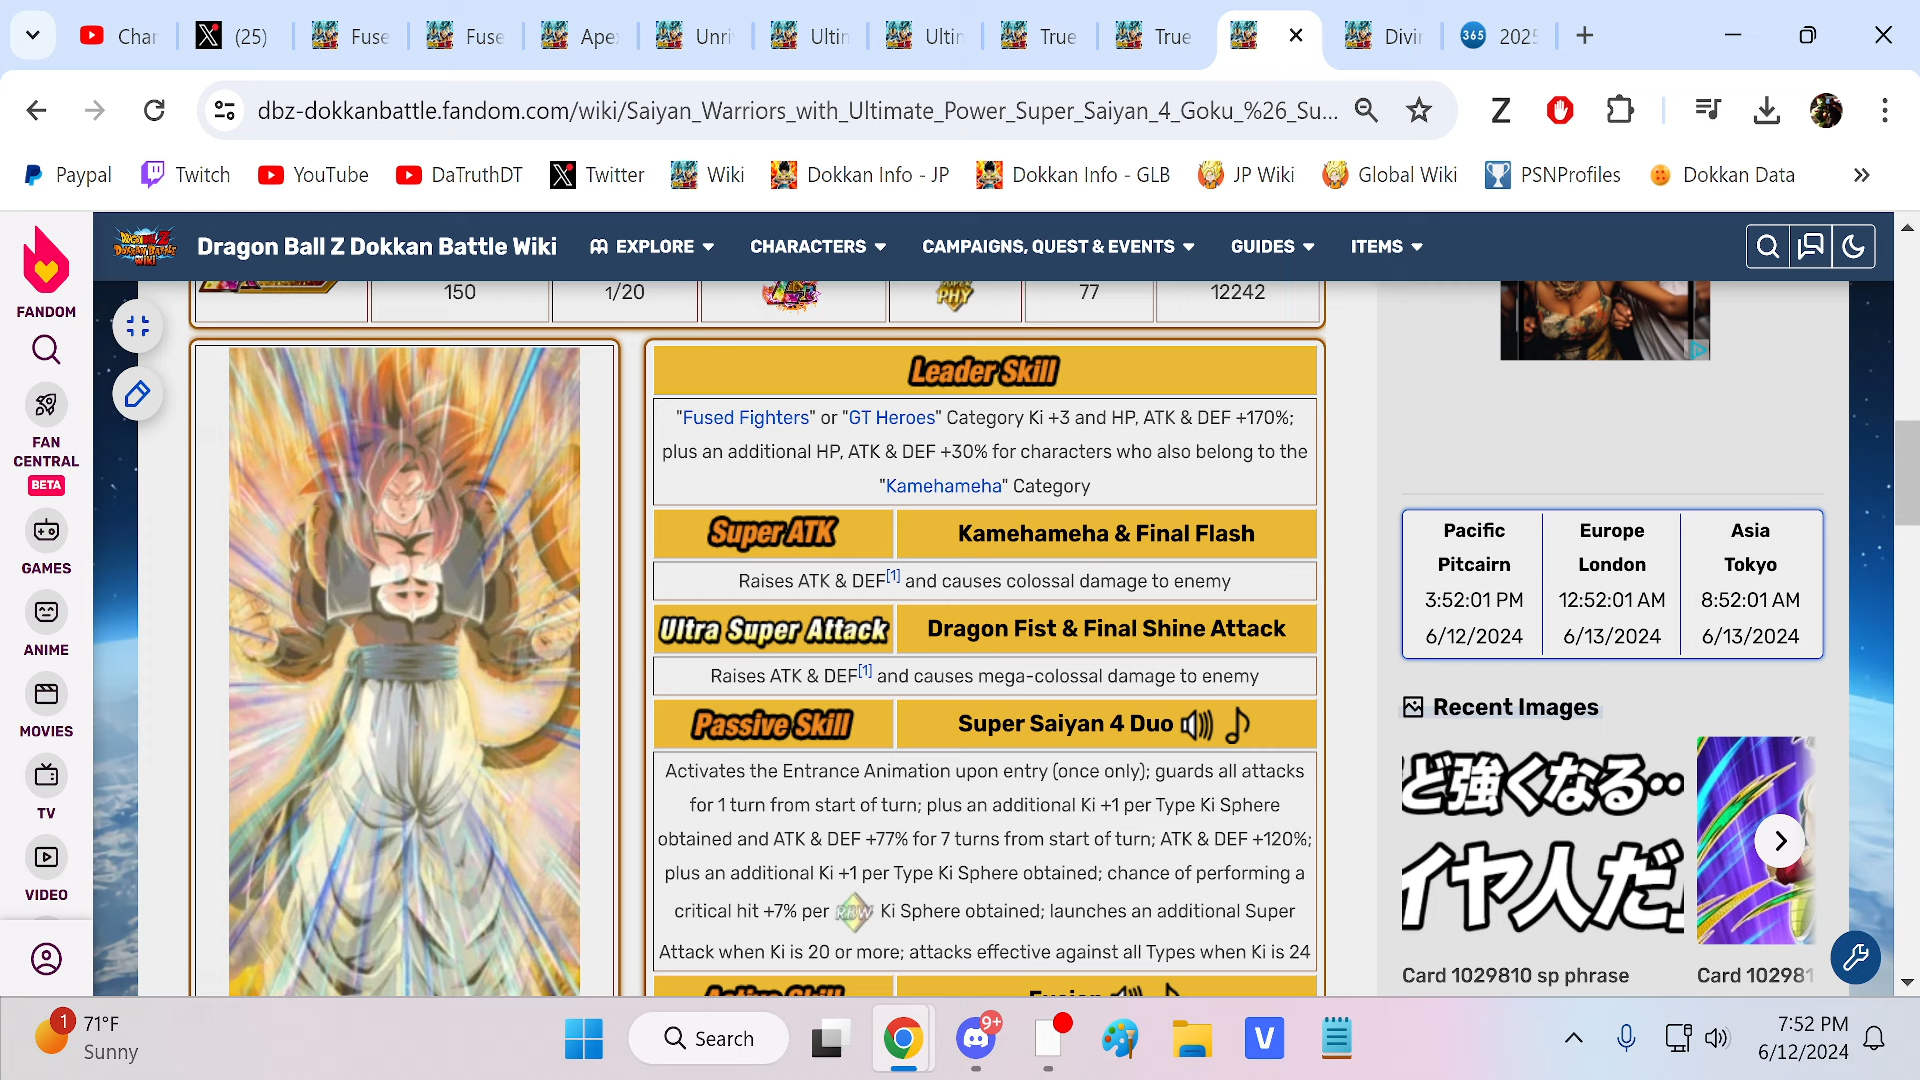 Char
(25)
Fuse
Fuse
Ape
Unri
Ultin
Ultin
True
True
Divi
365
2025
dbz-dokkanbattle.fandom.com/wiki/Saiyan_Warriors_with_Ultimate_Power_Super_Saiyan_4_Goku_%26_Su...
Paypal
Twitch
YouTube
DaTruthDT
Twitter
Wiki
Dokkan Info - JP
Dokkan Info - GLB
JP Wiki
Global Wiki
PSNProfiles
Dokkan Data
Dragon Ball Z Dokkan Battle Wiki
EXPLORE
CHARACTERS
CAMPAIGNS, QUEST & EVENTS
GUIDES
ITEMS
FANDOM
FAN
CENTRAL
BETA
GAMES
ANIME
MOVIES
TV
VIDEO
150
1/20
SUPER
PHY
77
12242
Leader Skill
"Fused Fighters" or "GT Heroes" Category Ki +3 and HP, ATK & DEF +170%;
plus an additional HP, ATK & DEF +30% for characters who also belong to the
"Kamehameha" Category
Super ATK
Kamehameha & Final Flash
Raises ATK & DEF[1] and causes colossal damage to enemy
Ultra Super Attack
Dragon Fist & Final Shine Attack
Raises ATK & DEF[1] and causes mega-colossal damage to enemy
Passive Skill
Super Saiyan 4 Duo
Activates the Entrance Animation upon entry (once only); guards all attacks
for 1 turn from start of turn; plus an additional Ki +1 per Type Ki Sphere
obtained and ATK & DEF +77% for 7 turns from start of turn; ATK & DEF +120%;
plus an additional Ki +1 per Type Ki Sphere obtained; chance of performing a
critical hit +7% per RBW Ki Sphere obtained; launches an additional Super
Attack when Ki is 20 or more; attacks effective against all Types when Ki is 24
Active Skill
Fusion
Pacific
Pitcairn
3:52:01 PM
6/12/2024
Europe
London
12:52:01 AM
6/13/2024
Asia
Tokyo
8:52:01 AM
6/13/2024
Recent Images
ど強くなる…
イヤ人だ
Card 1029810 sp phrase
Card 102981
1
71°F
Sunny
Search
9+
V
7:52 PM
6/12/2024